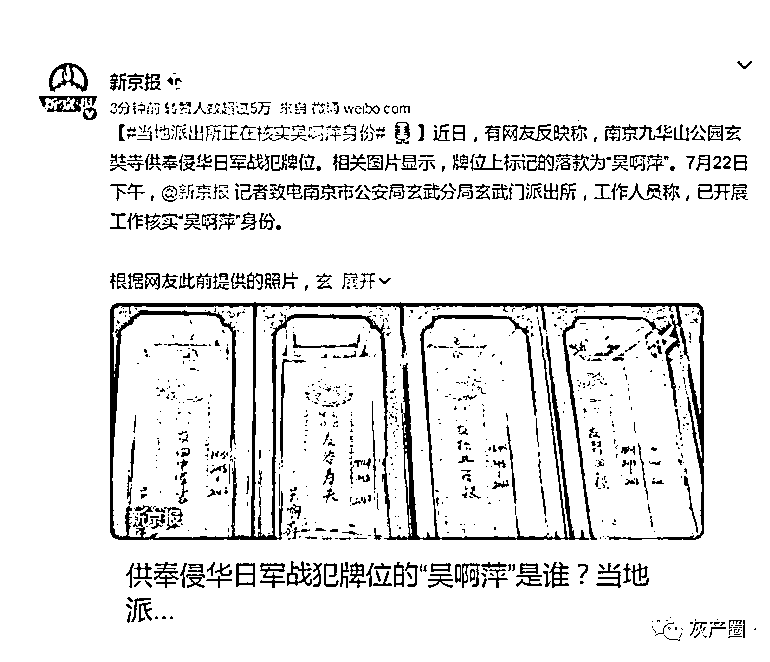 新京报
3分钟前 转赞人数超过5万 来自 微博 weibo.com
【#当地派出所正在核实吴啊萍身份# 】近日，有网友反映称，南京九华山公园玄
奘寺供奉侵华日军战犯牌位。相关图片显示，牌位上标记的落款为“吴啊萍”。7月22日
下午，@新京报 记者致电南京市公安局玄武分局玄武门派出所，工作人员称，已开展
工作核实“吴啊萍”身份。
根据网友此前提供的照片，玄 展开
新京报
供奉侵华日军战犯牌位的“吴啊萍”是谁？当地
派...
灰产圈